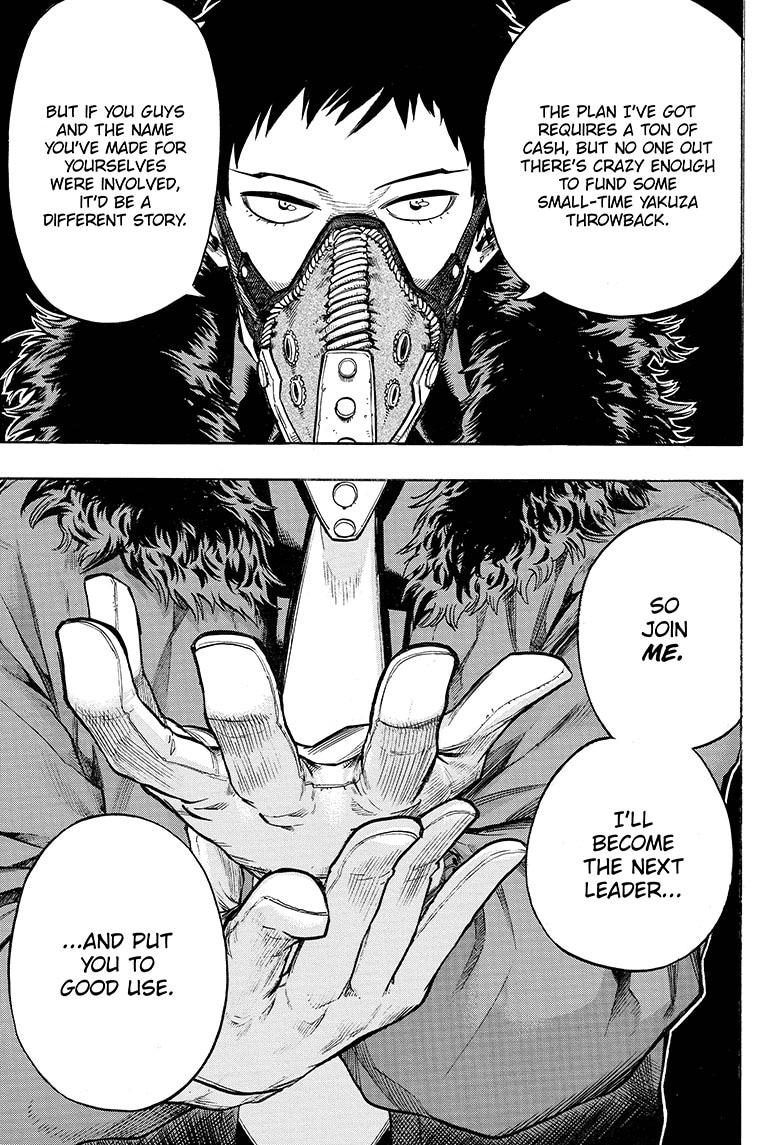 THE PLAN I'VE GOT
REQUIRES A TON OF
CASH, BUT NO ONE OUT
THERE'S CRAZY ENOUGH
TO FUND SOME
SMALL-TIME YAKUZA
THROWBACK.
BUT IF YOU GUYS
AND THE NAME
YOU'VE MADE FOR
YOURSELVES
WERE INVOLVED,
IT'D BE A
DIFFERENT STORY.
SO
JOIN
ME.
I'LL
BECOME
THE NEXT
LEADER...
...AND PUT
YOU TO
GOOD USE.